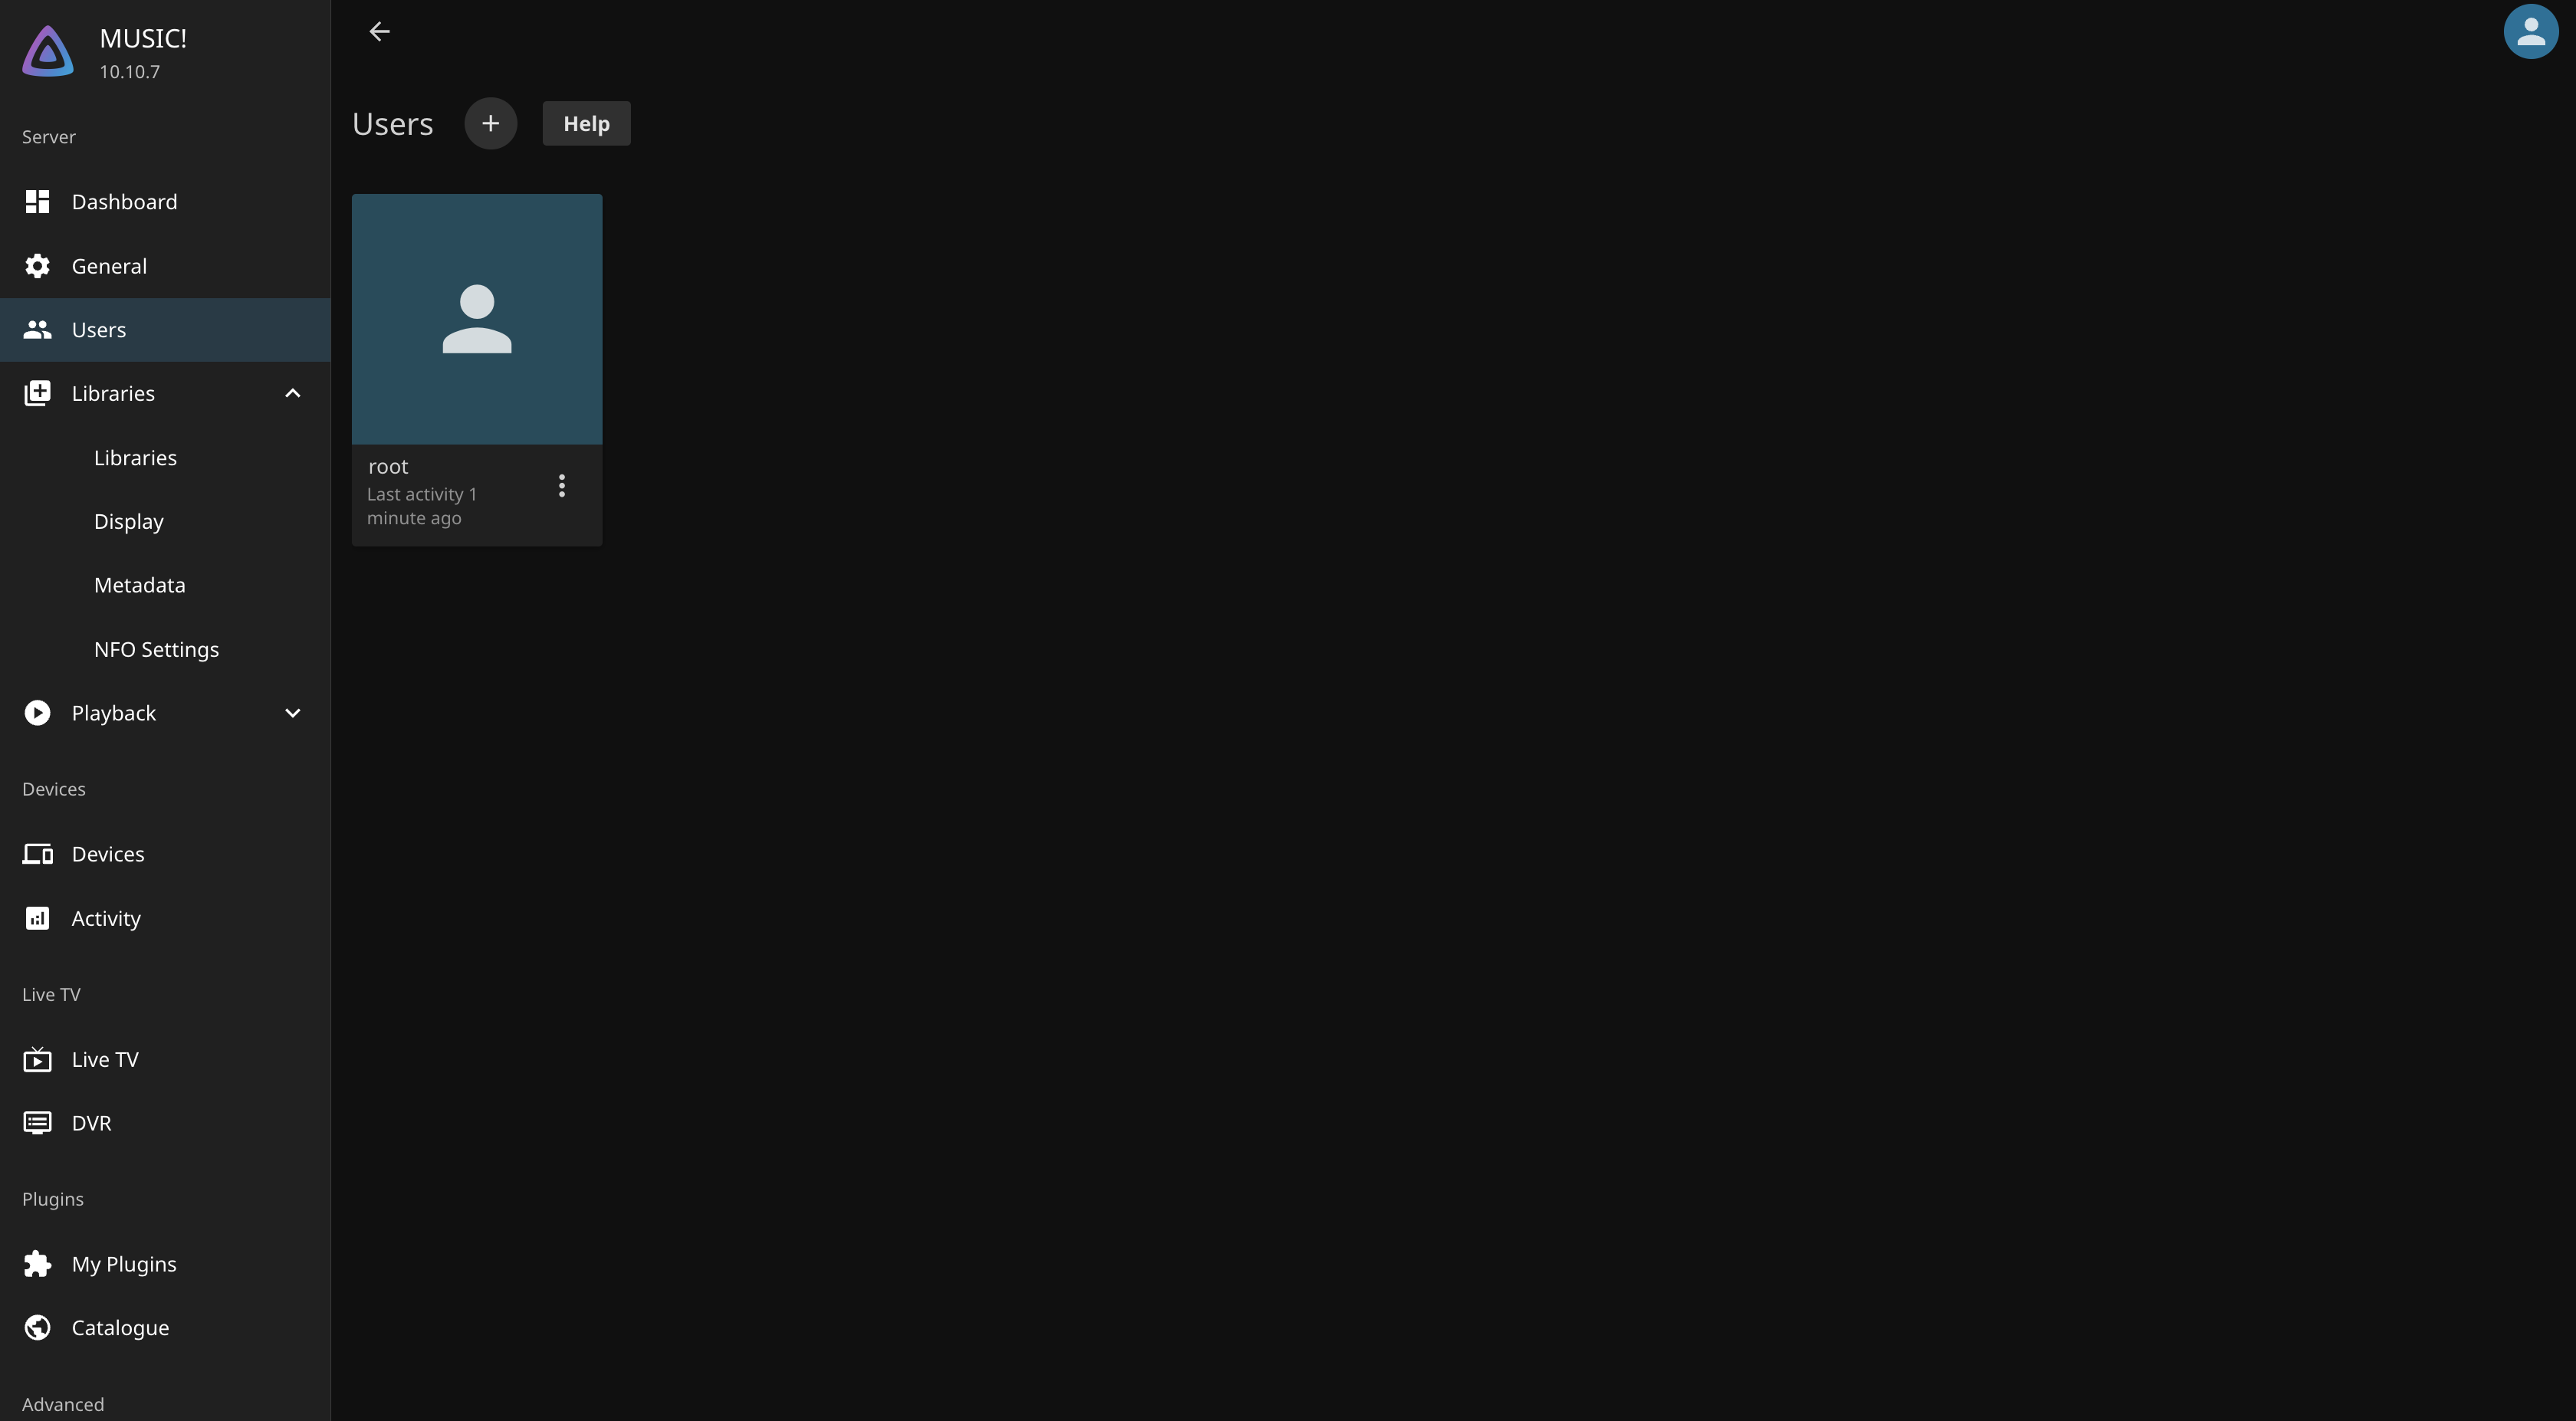 MUSIC!
10.10.7
Server
Dashboard
General
Users
Libraries
Libraries
Display
Metadata
NFO Settings
Playback
Devices
Devices
Activity
Live TV
Live TV
DVR
Plugins
My Plugins
Catalogue
Advanced
Users
Help
root
Last activity 1
minute ago